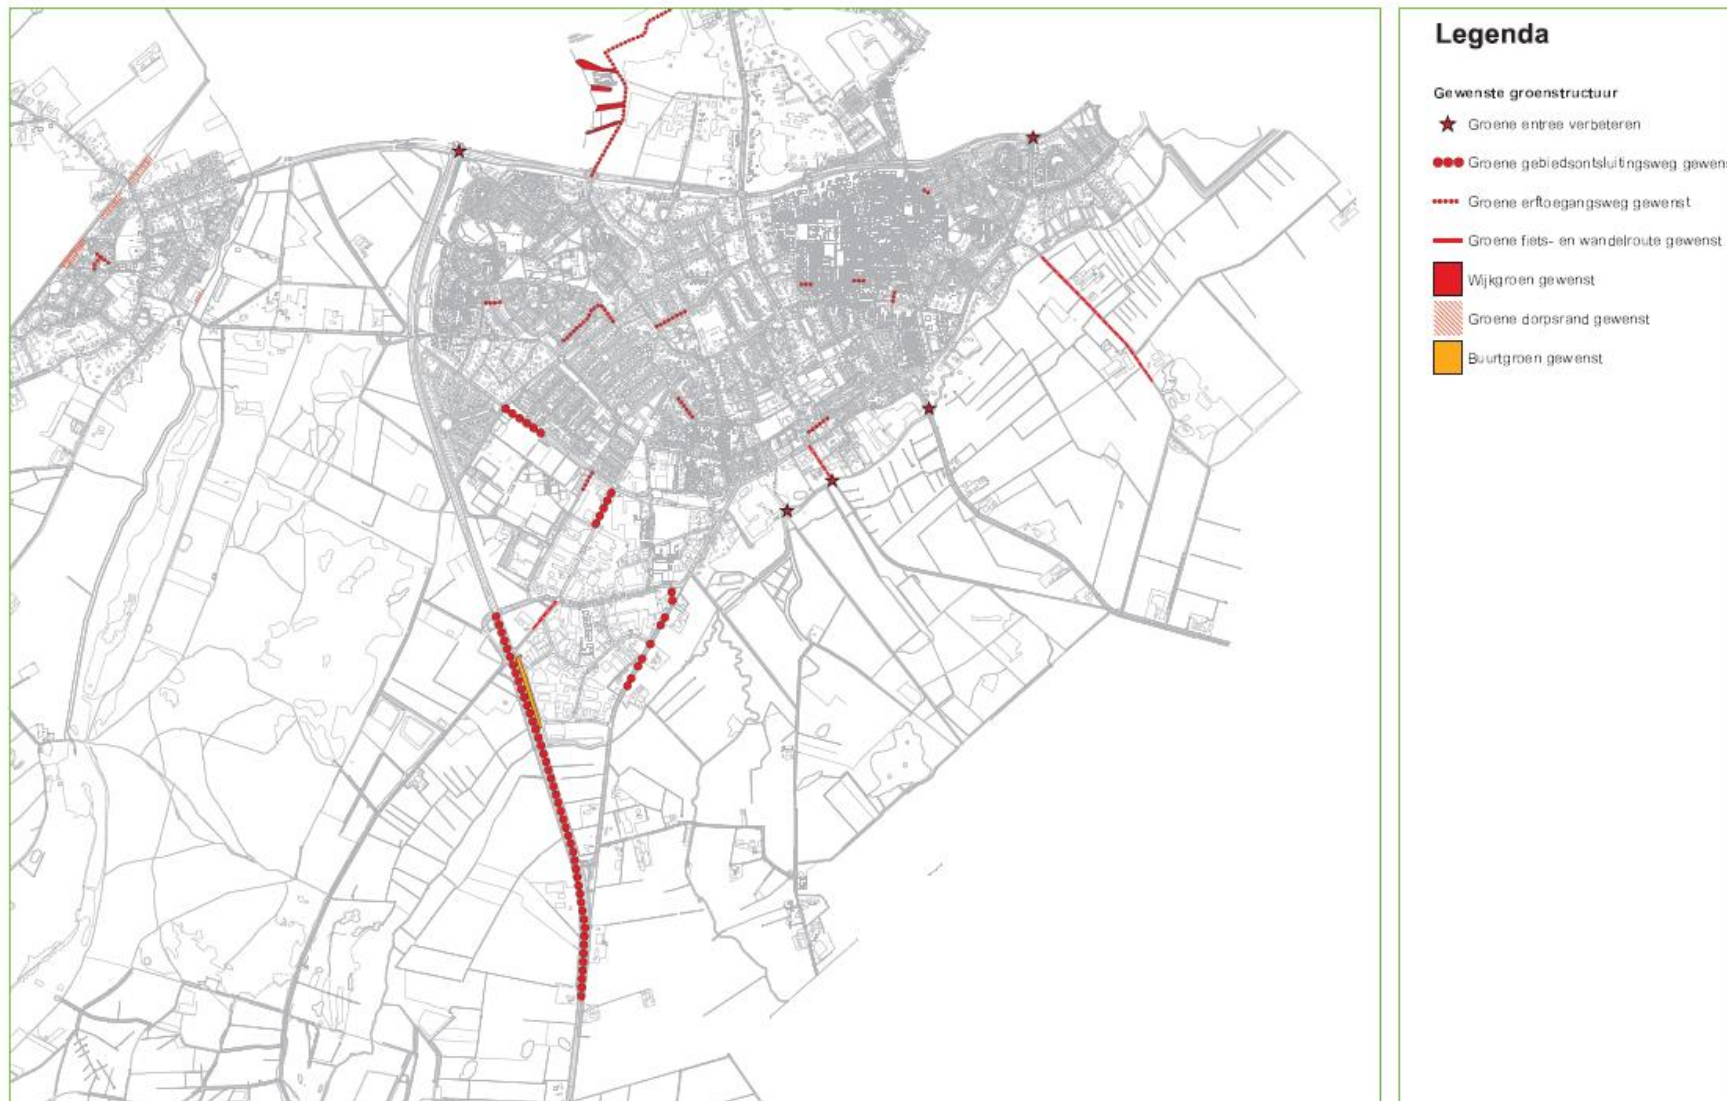 Legenda
Gewenste groenstructuur
Groene entree verbeteren
Groene gebiedsontsluitingsweg gewens
Groene erftoegangsweg gewenst
Groene fiets- en wandelroute gewenst
Wijkgroen gewenst
Groene dorpsrand gewenst
Buurtgroen gewenst